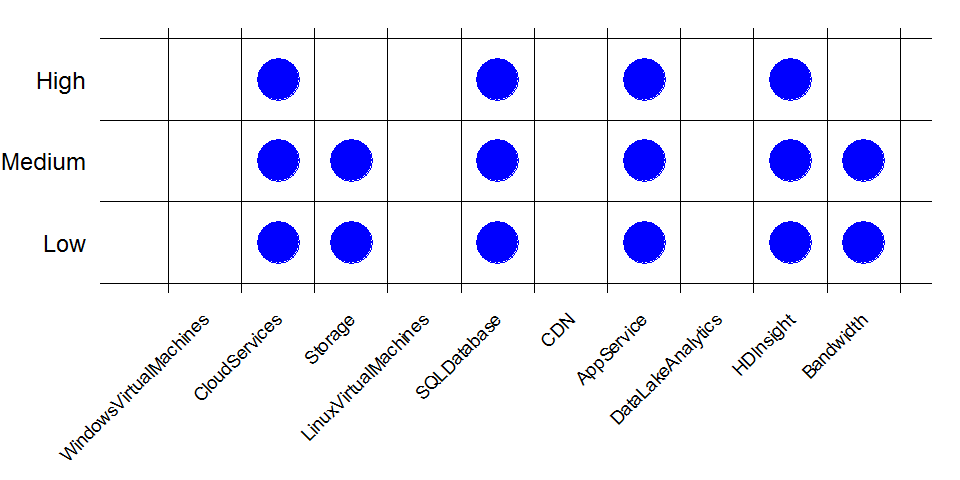 High
Medium
Low
WindowsVirtualMachines
CloudServices
Storage
LinuxVirtualMachines
SQLDatabase
CDN
AppService
DataLakeAnalytics
HDInsight
Bandwidth